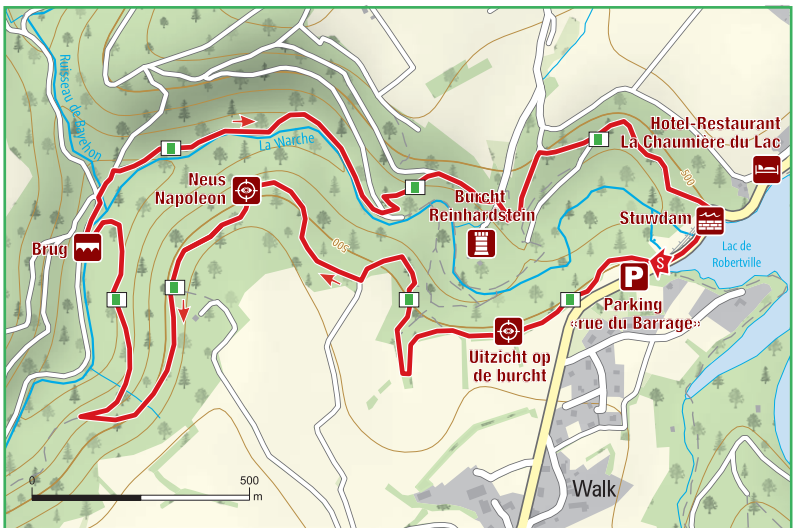 Ruisseau de Bayehon
La Warche
Hotel-Restaurant
La Chaumière du Lac
500
Neus
Napoleon
Burcht
Reinhardstein
Stuwdam
Brug
500
Lac de
Robertville
S
P
Parking
«rue du Barrage»
Uitzicht op
de burcht
0 500
m
Walk